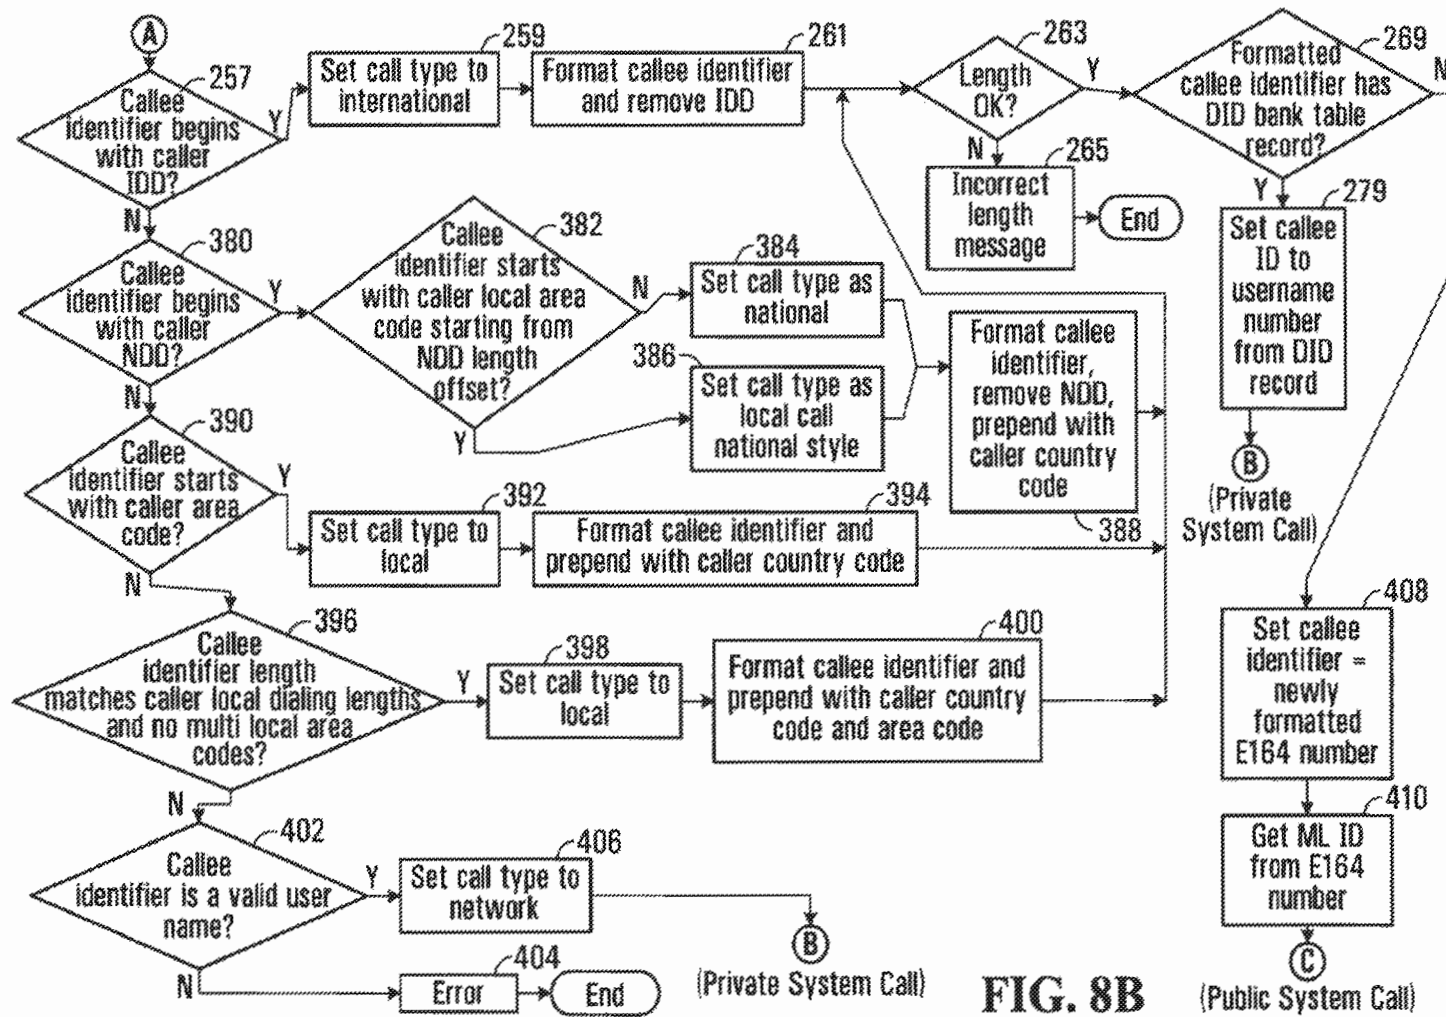 A
257
Callee
identifier begins
with caller
IDD?
Y
N
259
Set call type to
international
261
Format callee identifier
and remove IDD
263
Length
OK?
Y
N
265
Incorrect
length
message
End
269
Formatted
callee identifier has
DID bank table
record?
N
Y
279
Set callee
ID to
username
number
from DID
record
B
(Private
System Call)
380
Callee
identifier begins
with caller
NDD?
Y
N
382
Callee
identifier starts
with caller local area
code starting from
NDD length
offset?
N
Y
384
Set call type as
national
386
Set call type as
local call
national style
Format callee
identifier,
remove NDD,
prepend with
caller country
code
388
390
Callee
identifier starts
with caller area
code?
Y
N
392
Set call type to
local
394
Format callee identifier and
prepend with caller country code
396
Callee
identifier length
matches caller local dialing lengths
and no multi local area
codes?
Y
N
398
Set call type to
local
400
Format callee identifier and
prepend with caller country
code and area code
402
Callee
identifier is a valid user
name?
Y
N
406
Set call type to
network
B
(Private System Call)
404
Error
End
408
Set callee
identifier =
newly
formatted
E164 number
410
Get ML ID
from E164
number
C
(Public System Call)
FIG. 8B